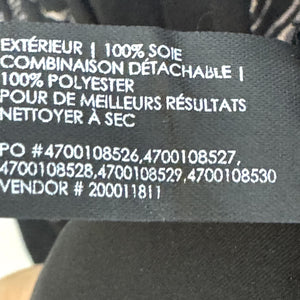 EXTÉRIEUR | 100% SOIE
COMBINAISON DÉTACHABLE |
100% POLYESTER
POUR DE MEILLEURS RÉSULTATS
NETTOYER À SEC
PO #4700108526,4700108527,
4700108528,4700108529,4700108530
VENDOR # 200011811